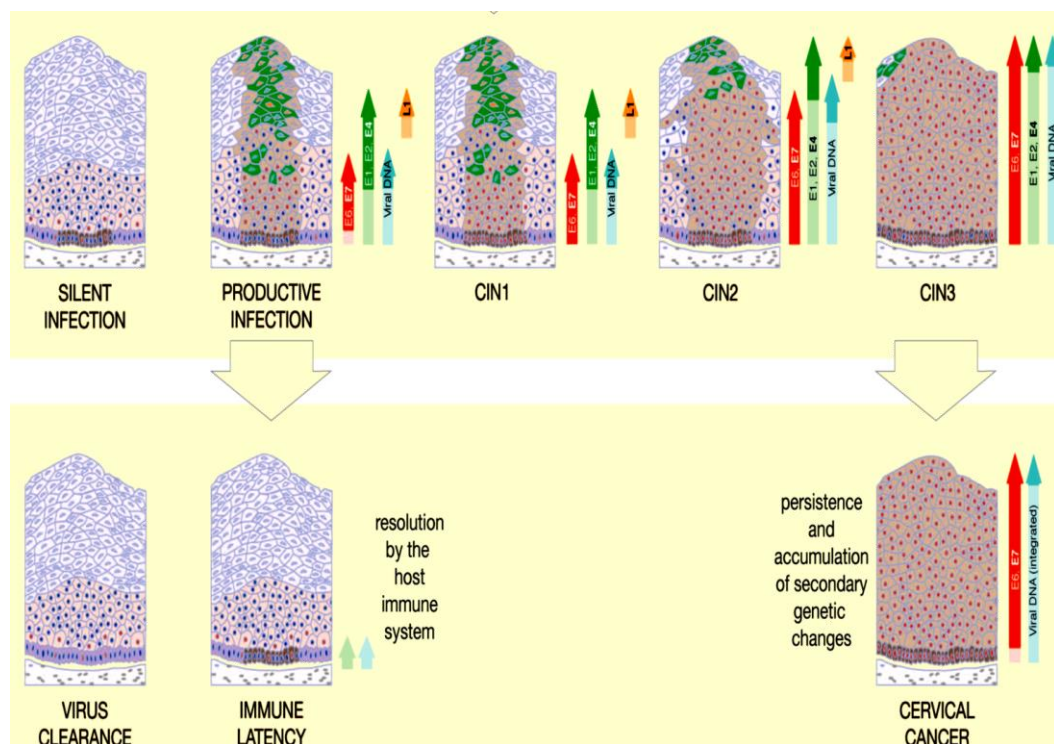 E6, E7
E1, E2, E4
Viral DNA
L1
E6, E7
E1, E2, E4
Viral DNA
L1
E6, E7
E1, E2, E4
Viral DNA
L1
E6, E7
E1, E2, E4
Viral DNA
SILENT
INFECTION
PRODUCTIVE
INFECTION
CIN1
CIN2
CIN3
resolution
by the
host
immune
system
persistence
and
accumulation
of secondary
genetic
changes
E6, E7
Viral DNA (integrated)
VIRUS
CLEARANCE
IMMUNE
LATENCY
CERVICAL
CANCER